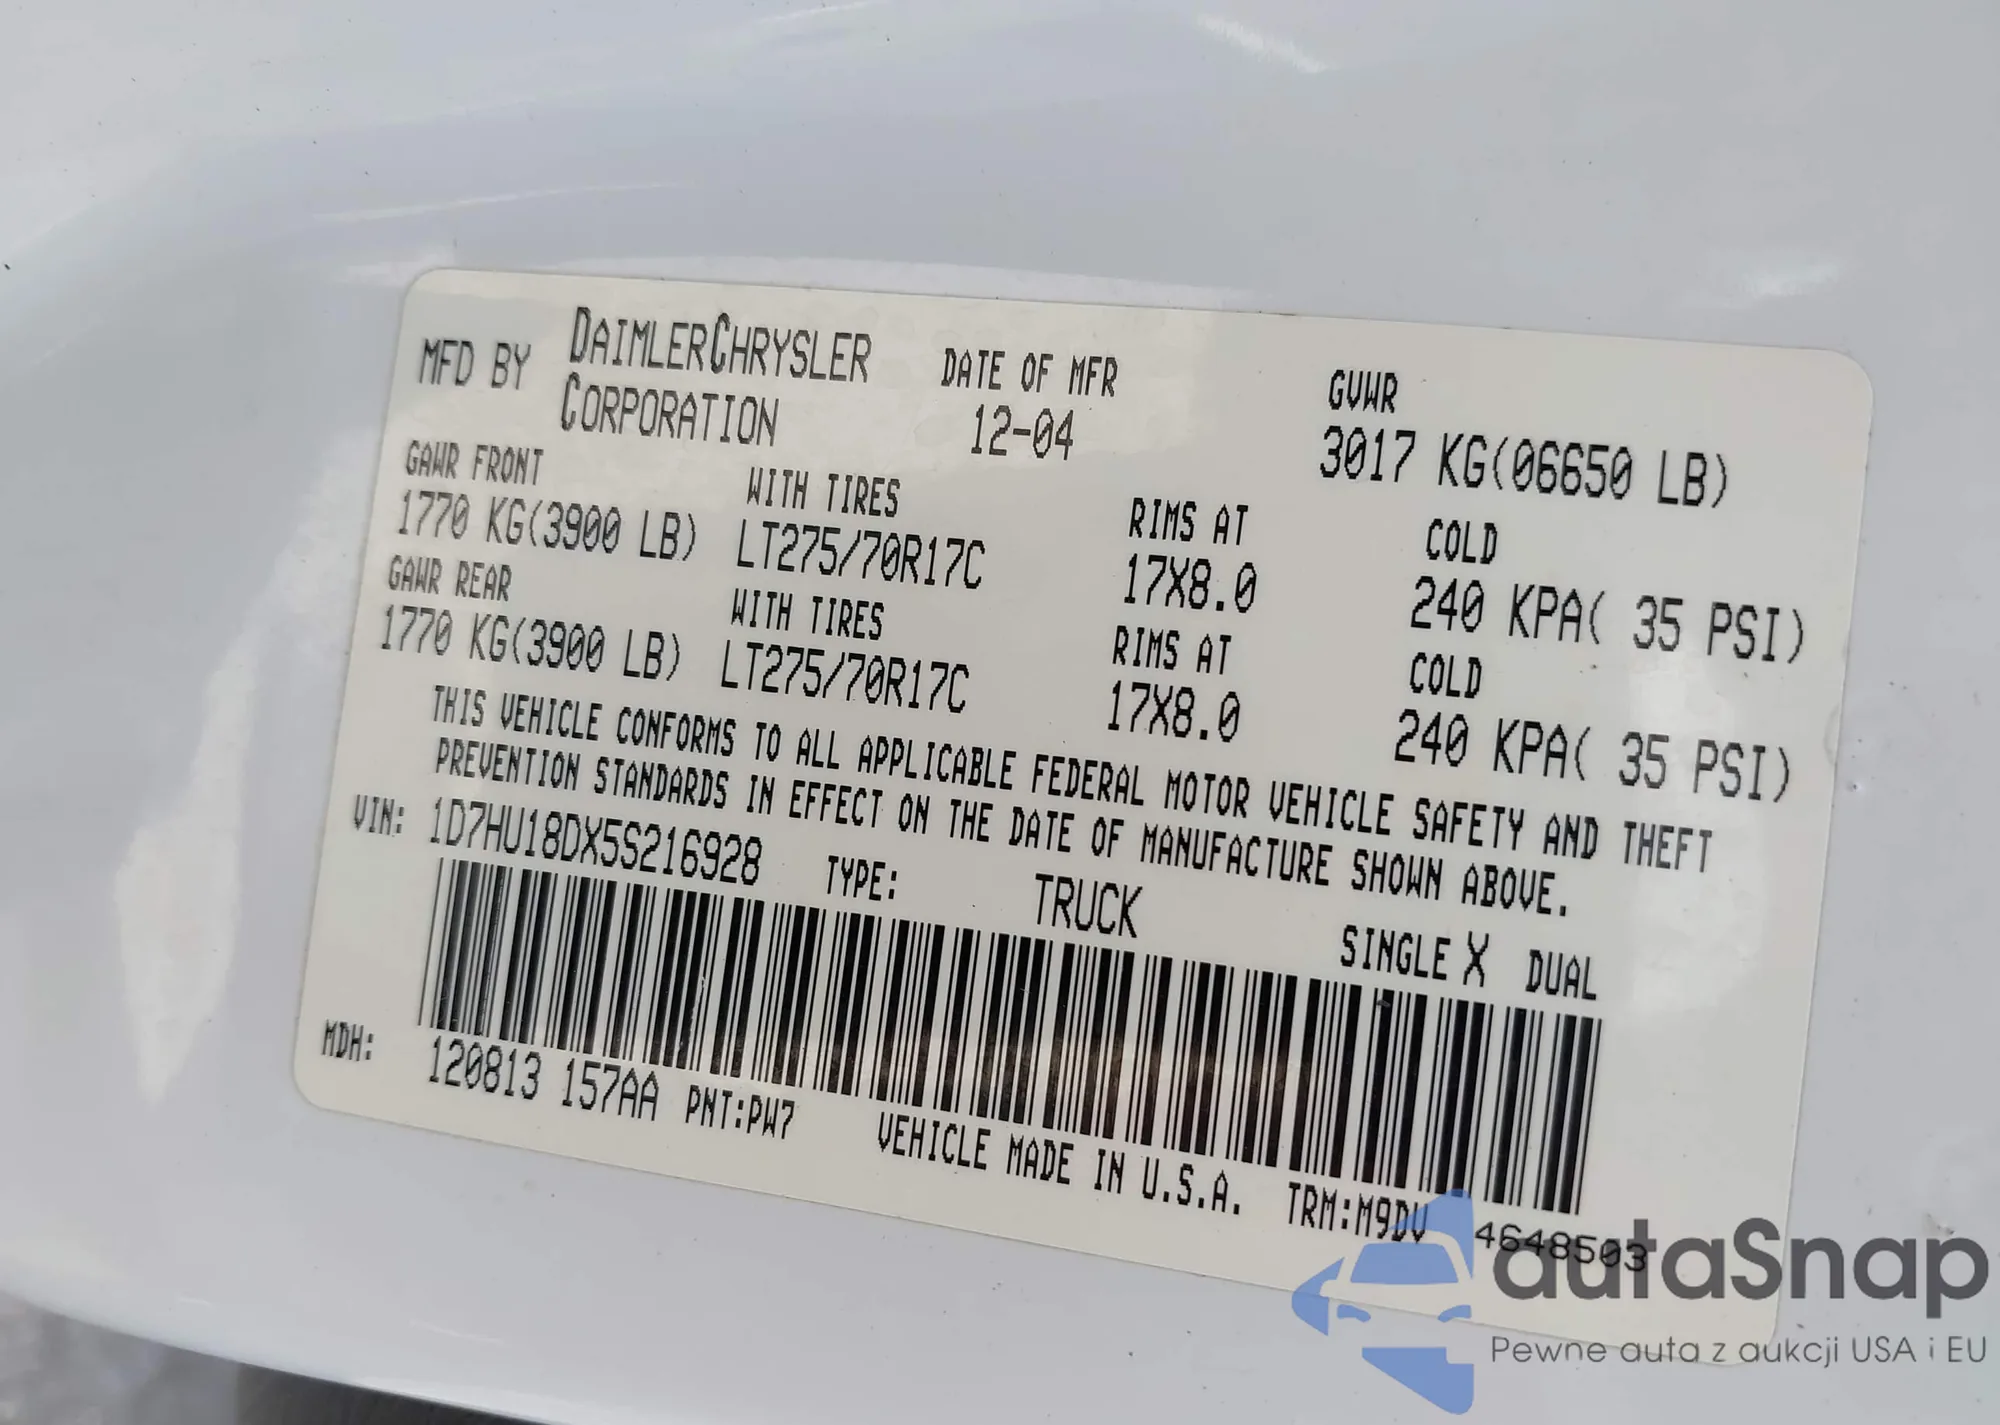 MFD BY DAIMLERCHRYSLER CORPORATION
DATE OF MFR 12-04
GVWR 3017 KG(06650 LB)
GAWR FRONT WITH TIRES RIMS AT COLD
1770 KG(3900 LB) LT275/70R17C 17X8.0 240 KPA( 35 PSI)
GAWR REAR WITH TIRES RIMS AT COLD
1770 KG(3900 LB) LT275/70R17C 17X8.0 240 KPA( 35 PSI)
THIS VEHICLE CONFORMS TO ALL APPLICABLE FEDERAL MOTOR VEHICLE SAFETY AND THEFT
PREVENTION STANDARDS IN EFFECT ON THE DATE OF MANUFACTURE SHOWN ABOVE.
VIN: 1D7HU18DX5S216928 TYPE: TRUCK SINGLE X DUAL
MDH: 120813 157AA PNT:PW7 VEHICLE MADE IN U.S.A. TRM:M9DV 4648503
autaSnap
Pewne auta z aukcji USA i EU